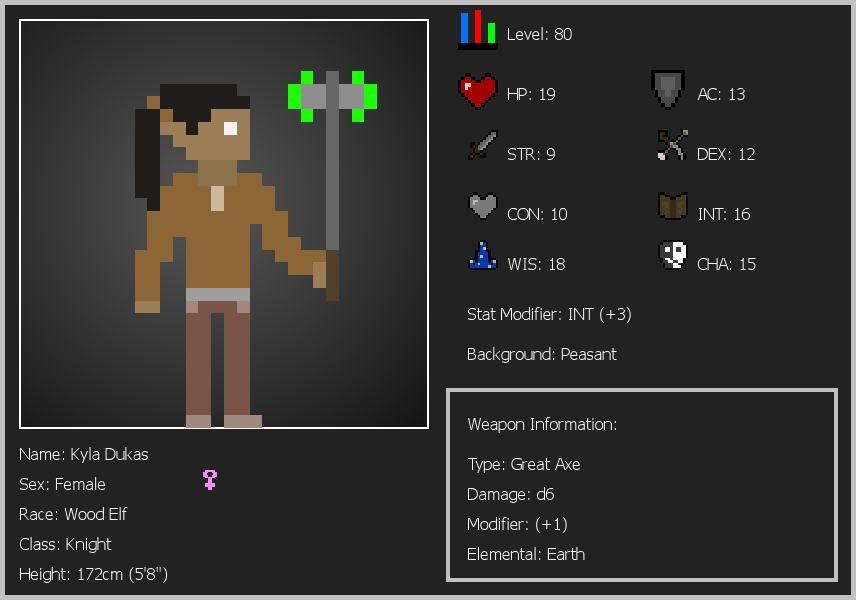 Level: 80
HP: 19
AC: 13
STR: 9
DEX: 12
CON: 10
INT: 16
WIS: 18
CHA: 15
Stat Modifier: INT (+3)
Background: Peasant
Weapon Information:
Type: Great Axe
Damage: d6
Modifier: (+1)
Elemental: Earth
Name: Kyla Dukas
Sex: Female
Race: Wood Elf
Class: Knight
Height: 172cm (5'8")